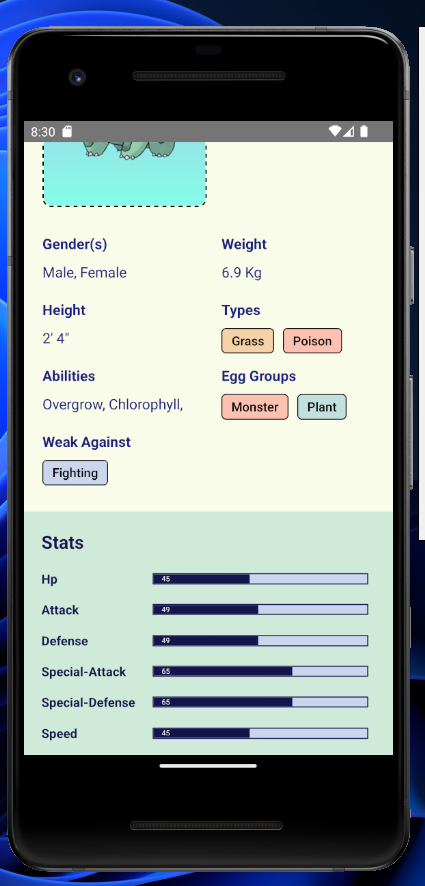 8:30
Gender(s) Weight
Male, Female 6.9 Kg
Height Types
2' 4" Grass Poison
Abilities Egg Groups
Overgrow, Chlorophyll, Monster Plant
Weak Against
Fighting
Stats
Hp 45
Attack 49
Defense 49
Special-Attack 65
Special-Defense 65
Speed 45